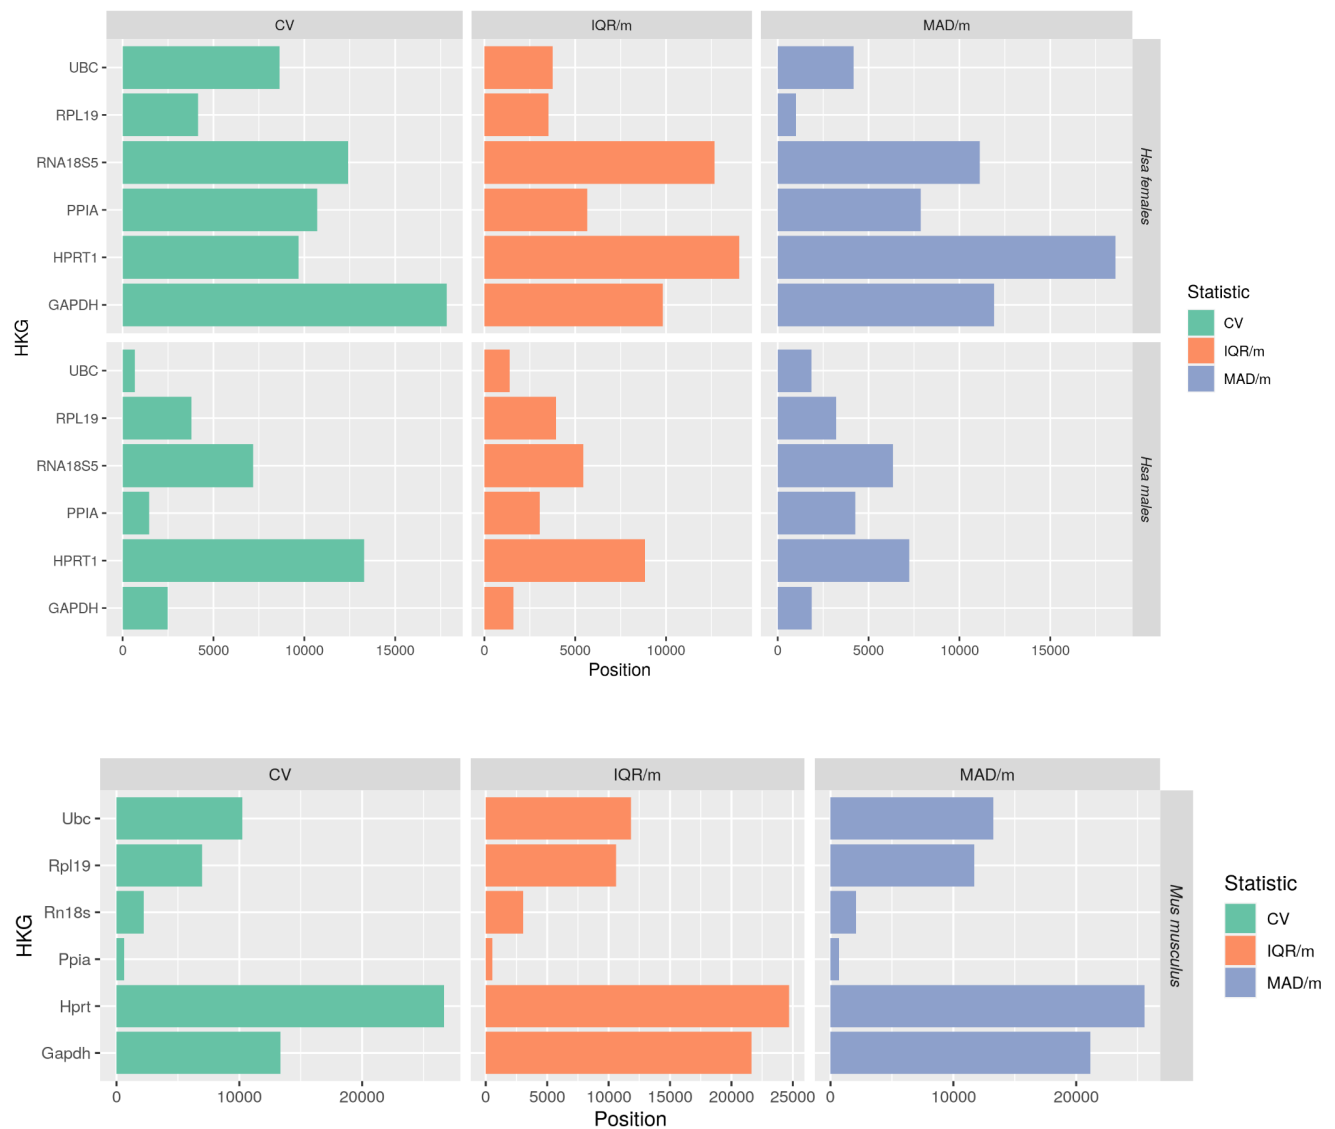 CV IQR/m MAD/m
UBC
RPL19
RNA18S5
PPIA
HPRT1
GAPDH
Hsa females
HKG
UBC
RPL19
RNA18S5
PPIA
HPRT1
GAPDH
Hsa males
0 5000 10000 15000 0 5000 10000 0 5000 10000 15000
Position
Statistic
CV
IQR/m
MAD/m
CV IQR/m MAD/m
Ubc
Rpl19
Rn18s
Ppia
Hprt
Gapdh
HKG
Mus musculus
0 10000 20000 0 5000 10000 15000 20000 25000 0 10000 20000
Position
Statistic
CV
IQR/m
MAD/m